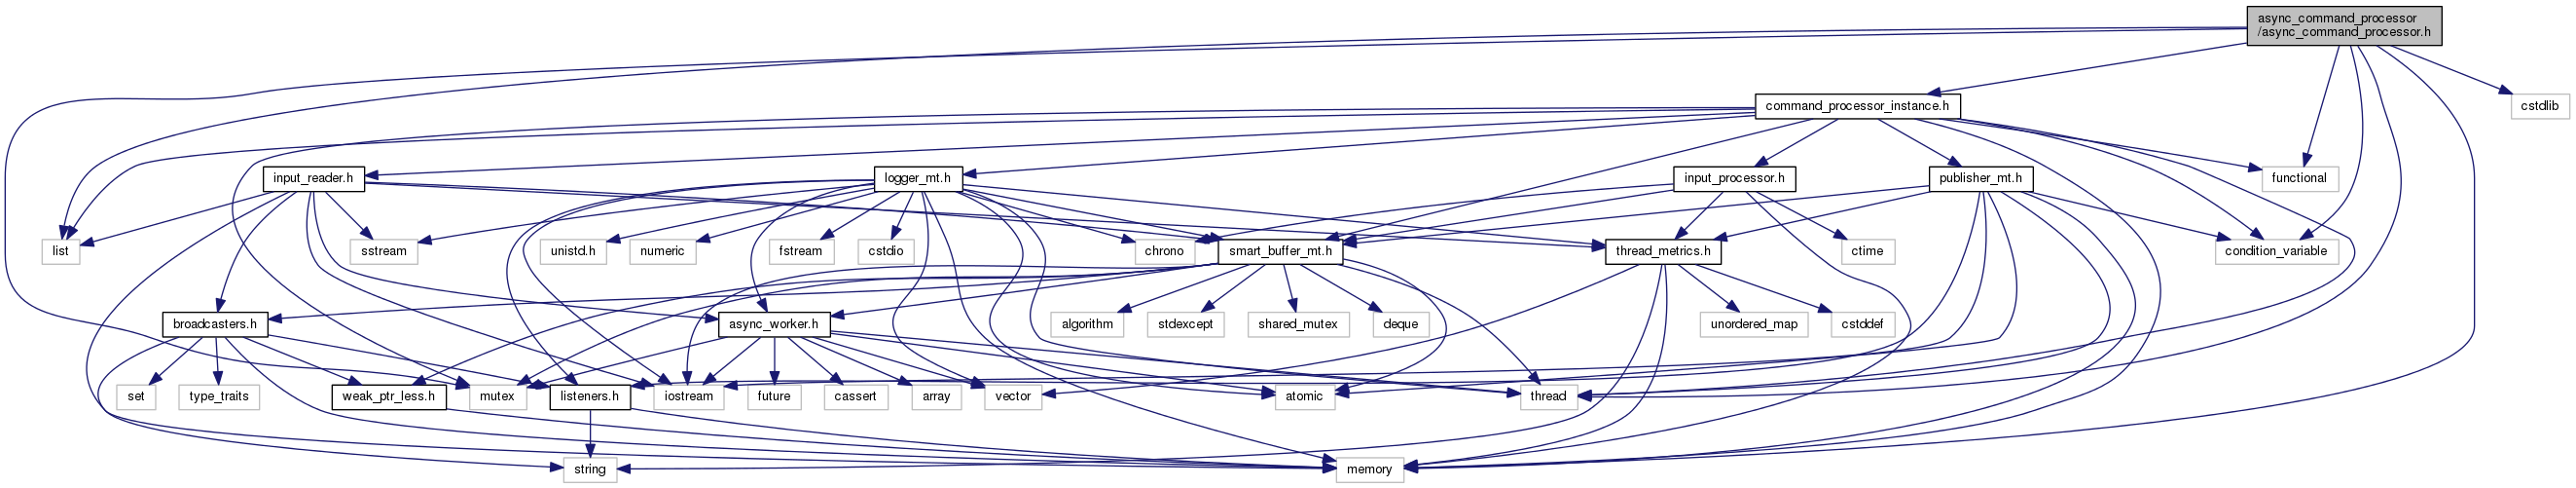 async_command_processor
/async_command_processor.h
command_processor_instance.h
cstdlib
input_reader.h
logger_mt.h
input_processor.h
publisher_mt.h
functional
list
sstream
unistd.h
numeric
fstream
cstdio
chrono
smart_buffer_mt.h
thread_metrics.h
ctime
condition_variable
broadcasters.h
async_worker.h
algorithm
stdexcept
shared_mutex
deque
unordered_map
cstddef
set
type_traits
weak_ptr_less.h
mutex
listeners.h
iostream
future
cassert
array
vector
atomic
thread
string
memory